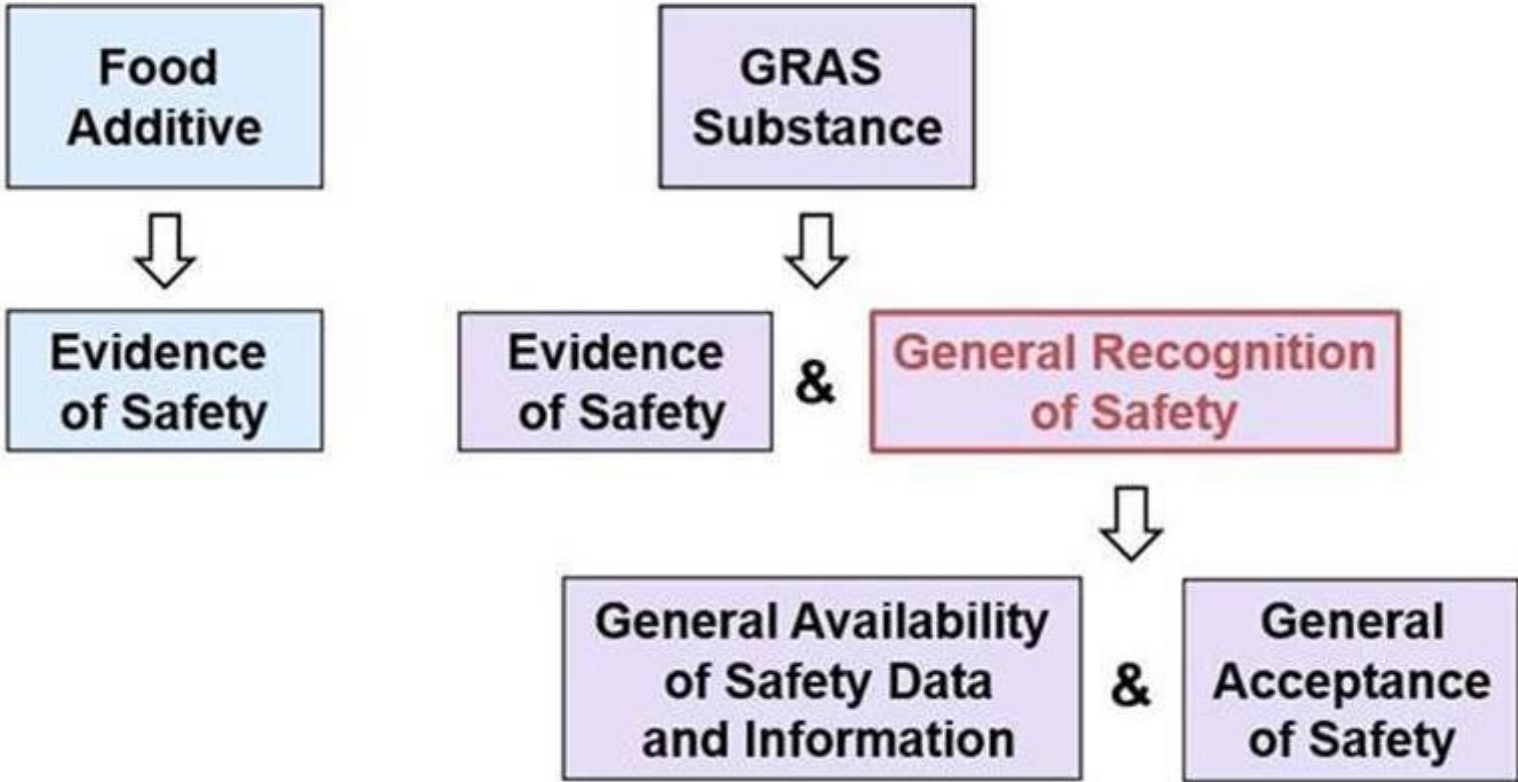 Food
Additive
GRAS
Substance
Evidence
of Safety
Evidence
of Safety
&
General Recognition
of Safety
General Availability
of Safety Data
and Information
&
General
Acceptance
of Safety